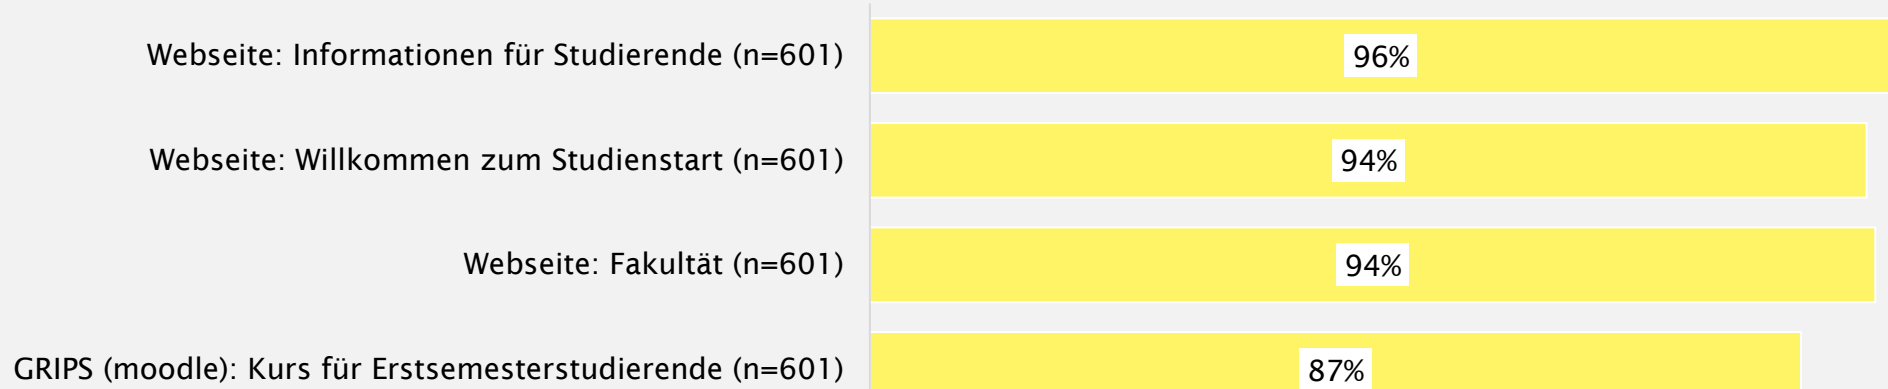 Webseite: Informationen für Studierende (n=601) 96%
Webseite: Willkommen zum Studienstart (n=601) 94%
Webseite: Fakultät (n=601) 94%
GRIPS (moodle): Kurs für Erstsemesterstudierende (n=601) 87%